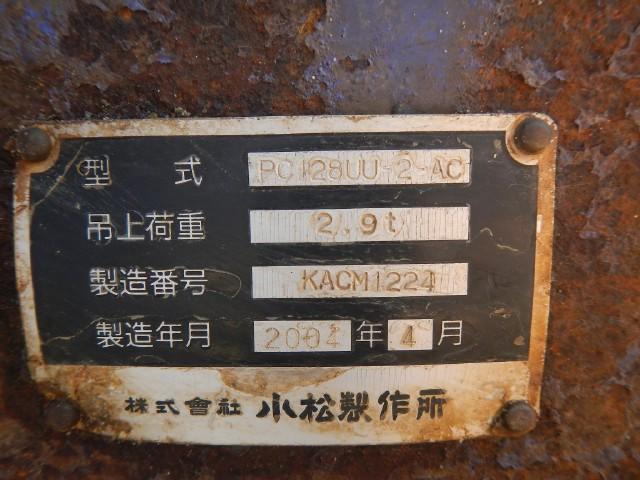 型 式 PC128UU-2-AC
吊上荷重 2.9t
製造番号 KACM1224
製造年月 2004 年 4 月
株式會社 小松製作所